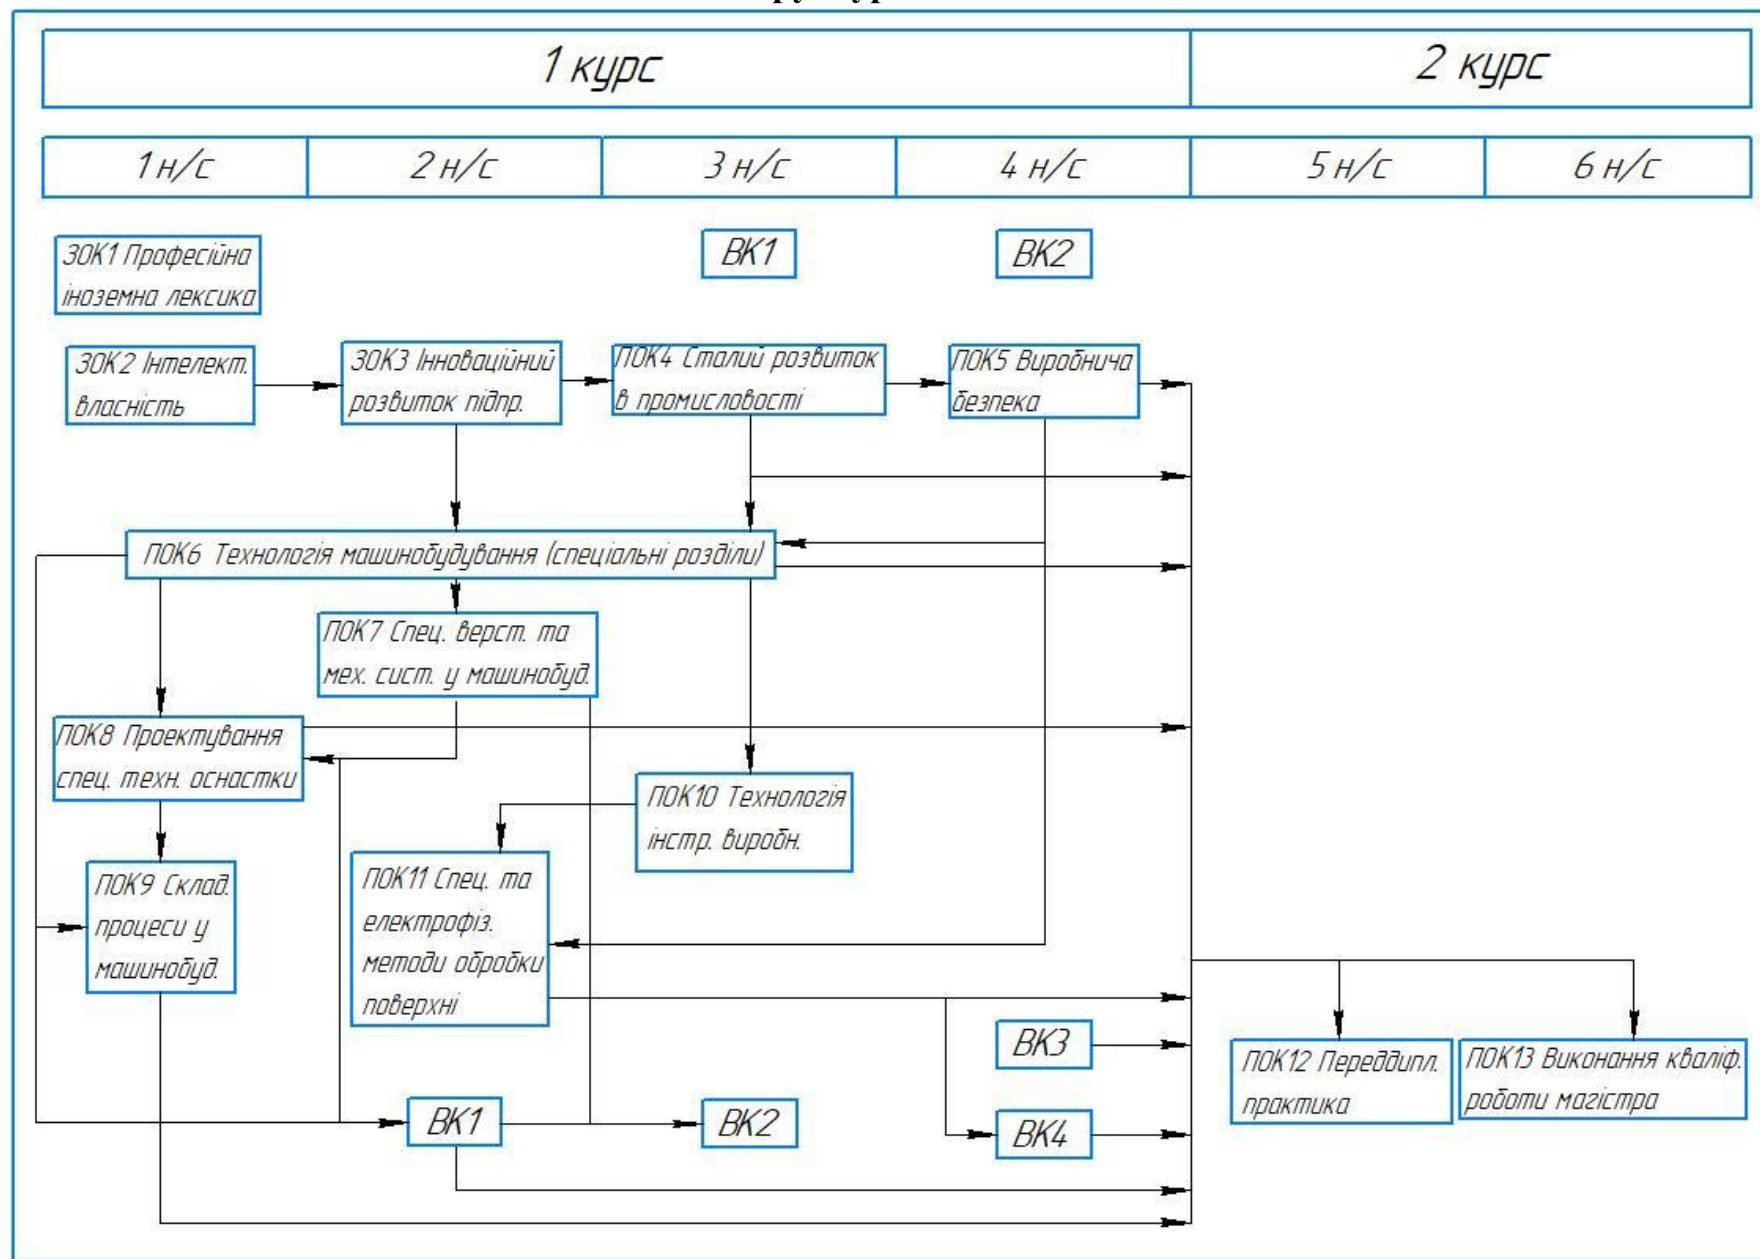 1 курс
2 курс
1 н/с
2 н/с
3 н/с
4 н/с
5 н/с
6 н/с
ЗОК1 Професійна
іноземна лексика
ВК1
ВК2
ЗОК2 Інтелект.
власність
ЗОК3 Інноваційний
розвиток підпр.
ПОК4 Сталий розвиток
в промисловості
ПОК5 Виробнича
безпека
ПОК6 Технологія машинобудування (спеціальні розділи)
ПОК7 Спец. верст. та
мех. сист. у машинобуд.
ПОК8 Проектування
спец. техн. оснастки
ПОК10 Технологія
інстр. виробн.
ПОК9 Склад.
процеси у
машинобуд.
ПОК11 Спец. та
електрофіз.
методи обробки
поверхні
ВК3
ПОК12 Переддипл.
практика
ПОК13 Виконання кваліф.
роботи магістра
ВК1
ВК2
ВК4